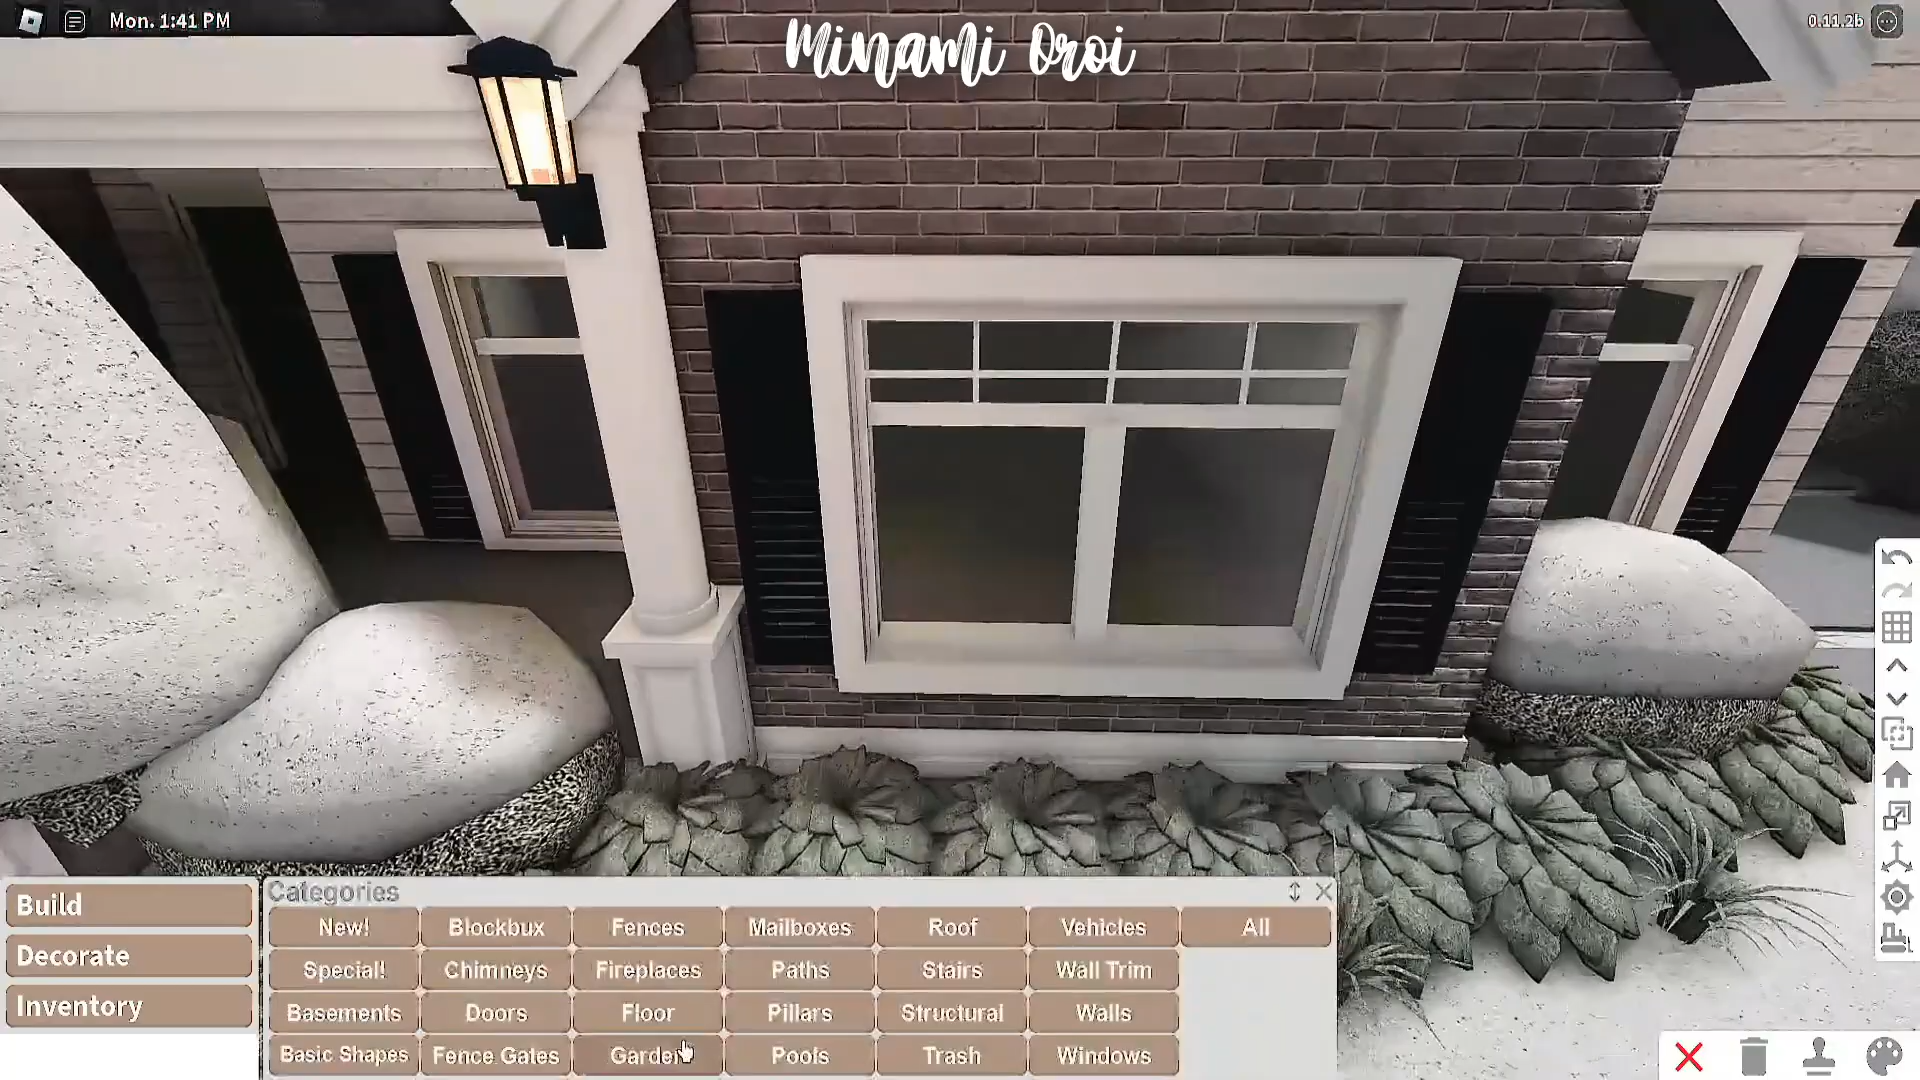 Mon. 1:41 PM
Minami Oroi
0.11.2b
Build
Decorate
Inventory
Categories
New! Blockbux Fences Mailboxes Roof Vehicles All
Special! Chimneys Fireplaces Paths Stairs Wall Trim
Basements Doors Floor Pillars Structural Walls
Basic Shapes Fence Gates Garden Pools Trash Windows